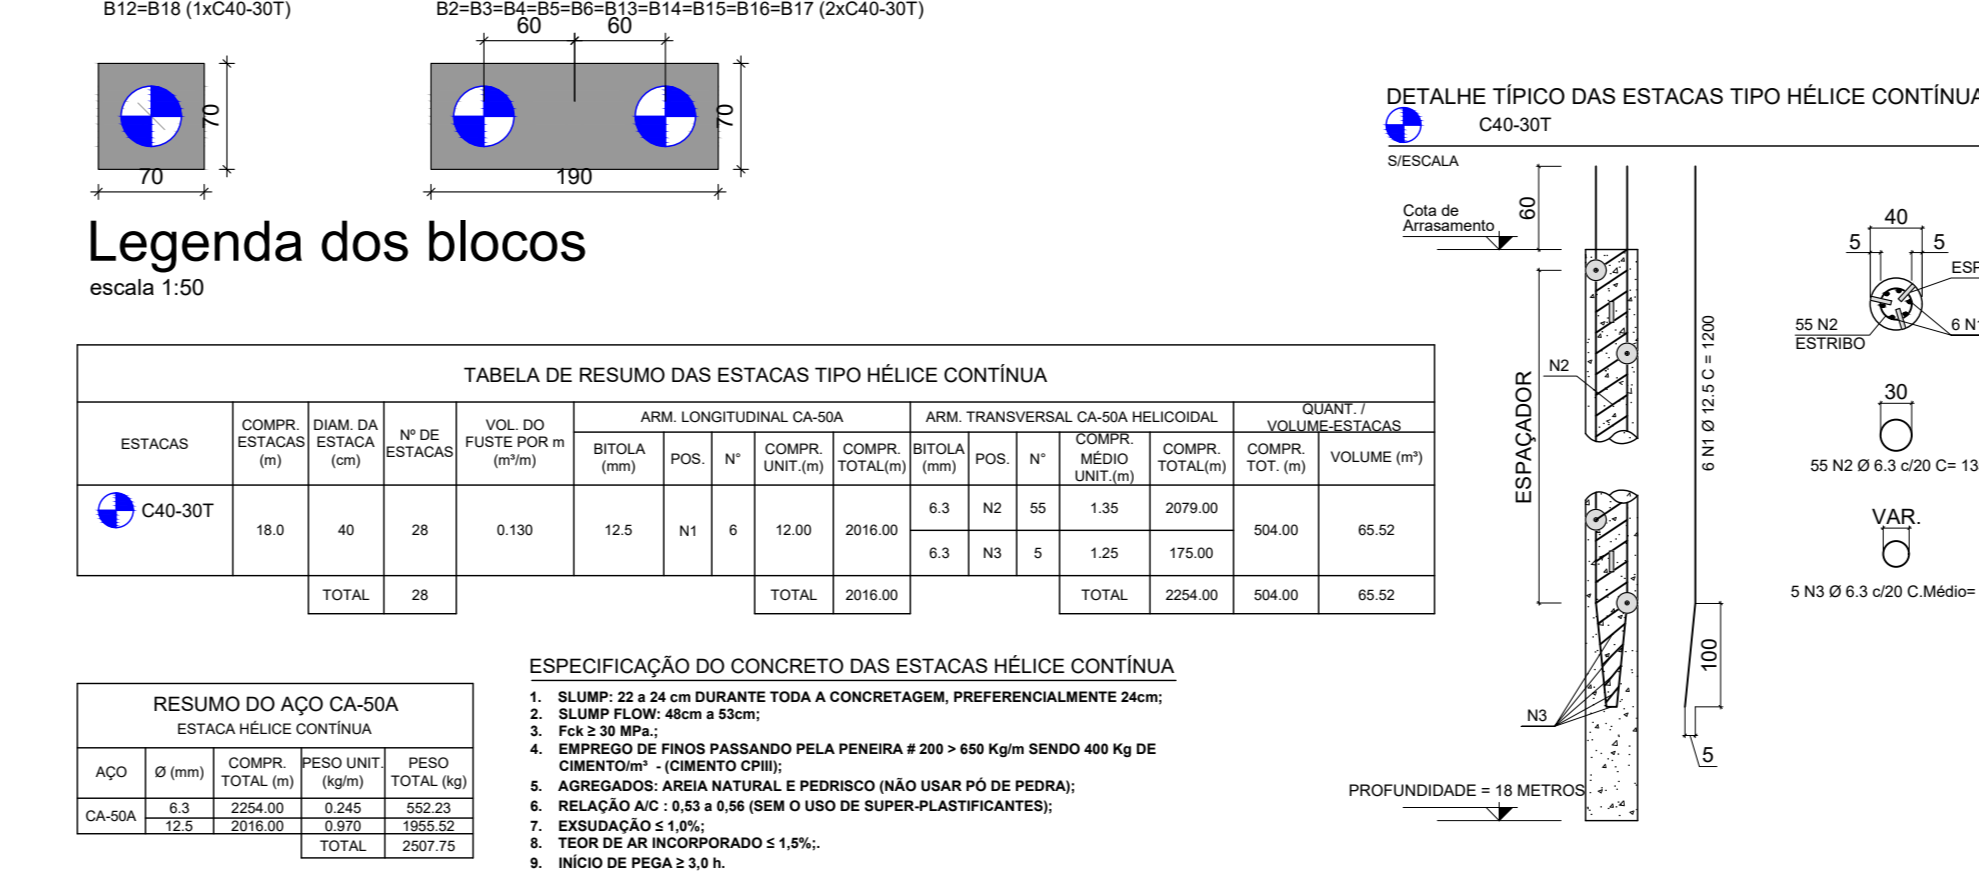 B12=B18 (1xC40-30T)
B2=B3=B4=B5=B6=B13=B14=B15=B16=B17 (2xC40-30T)
60 60
70
70
70
190
Legenda dos blocos
escala 1:50
TABELA DE RESUMO DAS ESTACAS TIPO HÉLICE CONTÍNUA
ESTACAS
COMPR. ESTACAS (m)
DIAM. DA ESTACA (cm)
Nº DE ESTACAS
VOL. DO FUSTE POR m (m³/m)
ARM. LONGITUDINAL CA-50A
BITOLA (mm) POS. N° COMPR. UNIT.(m) COMPR. TOTAL(m)
ARM. TRANSVERSAL CA-50A HELICOIDAL
BITOLA (mm) POS. N° COMPR. MÉDIO UNIT.(m) COMPR. TOTAL(m)
QUANT. / VOLUME-ESTACAS
COMPR. TOT. (m) VOLUME (m³)
C40-30T 18.0 40 28 0.130 12.5 N1 6 12.00 2016.00
6.3 N2 55 1.35 2079.00
6.3 N3 5 1.25 175.00
504.00 65.52
TOTAL 28 TOTAL 2016.00 TOTAL 2254.00 504.00 65.52
RESUMO DO AÇO CA-50A
ESTACA HÉLICE CONTÍNUA
AÇO Ø (mm) COMPR. TOTAL (m) PESO UNIT. (kg/m) PESO TOTAL (kg)
CA-50A
6.3 2254.00 0.245 552.23
12.5 2016.00 0.970 1955.52
TOTAL 2507.75
ESPECIFICAÇÃO DO CONCRETO DAS ESTACAS HÉLICE CONTÍNUA
1. SLUMP: 22 a 24 cm DURANTE TODA A CONCRETAGEM, PREFERENCIALMENTE 24cm;
2. SLUMP FLOW: 48cm a 53cm;
3. Fck ≥ 30 MPa.;
4. EMPREGO DE FINOS PASSANDO PELA PENEIRA # 200 > 650 Kg/m SENDO 400 Kg DE
CIMENTO/m³ - (CIMENTO CPIII);
5. AGREGADOS: AREIA NATURAL E PEDRISCO (NÃO USAR PÓ DE PEDRA);
6. RELAÇÃO A/C : 0,53 a 0,56 (SEM O USO DE SUPER-PLASTIFICANTES);
7. EXSUDAÇÃO ≤ 1,0%;
8. TEOR DE AR INCORPORADO ≤ 1,5%;.
9. INÍCIO DE PEGA ≥ 3,0 h.
DETALHE TÍPICO DAS ESTACAS TIPO HÉLICE CONTÍNUA
C40-30T
S/ESCALA
Cota de
Arrasamento
60
ESPAÇADOR
N2
N3
6 N1 Ø 12.5 C = 1200
100
5
PROFUNDIDADE = 18 METROS
40
5 5
ESP
55 N2
ESTRIBO
6 N1
30
55 N2 Ø 6.3 c/20 C= 13
VAR.
5 N3 Ø 6.3 c/20 C.Médio=